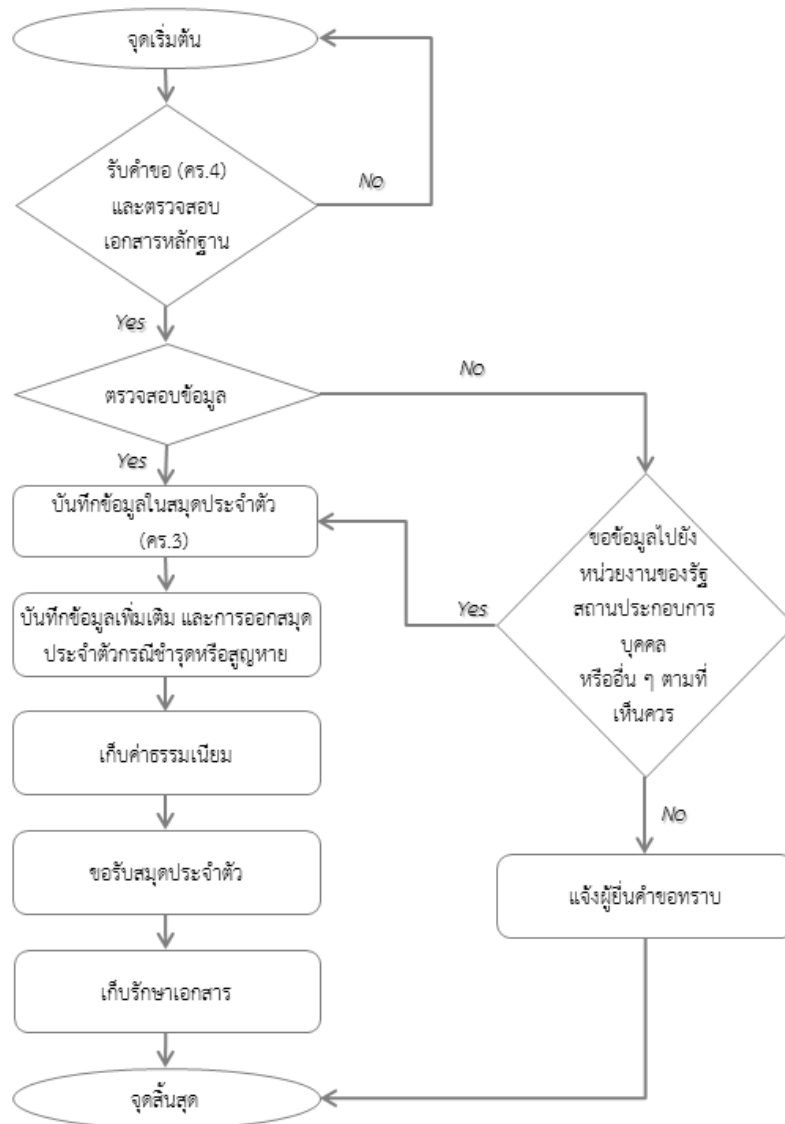 จุดเริ่มต้น
รับคำขอ (คร.4)
และตรวจสอบ
เอกสารหลักฐาน
No
Yes
ตรวจสอบข้อมูล
No
Yes
บันทึกข้อมูลในสมุดประจำตัว
(คร.3)
ขอข้อมูลไปยัง
หน่วยงานของรัฐ
สถานประกอบการ
บุคคล
หรืออื่น ๆ ตามที่
เห็นควร
Yes
บันทึกข้อมูลเพิ่มเติม และการออกสมุด
ประจำตัวกรณีชำรุดหรือสูญหาย
เก็บค่าธรรมเนียม
No
ขอรับสมุดประจำตัว
แจ้งผู้ยื่นคำขอทราบ
เก็บรักษาเอกสาร
จุดสิ้นสุด